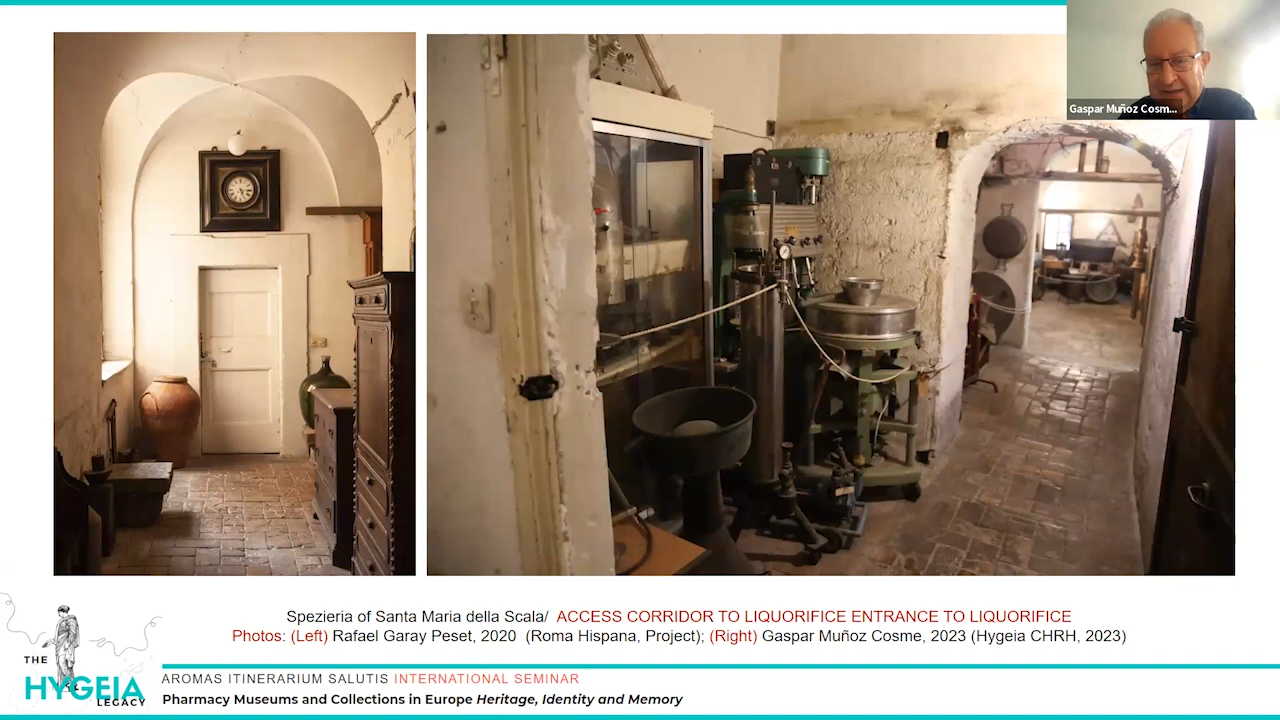 Gaspar Muñoz Cosm...
Spezieria of Santa Maria della Scala/ ACCESS CORRIDOR TO LIQUORIFICE ENTRANCE TO LIQUORIFICE
Photos: (Left) Rafael Garay Peset, 2020 (Roma Hispana, Project); (Right) Gaspar Muñoz Cosme, 2023 (Hygeia CHRH, 2023)
THE
HYGEIA
LEGACY
AROMAS ITINERARIUM SALUTIS INTERNATIONAL SEMINAR
Pharmacy Museums and Collections in Europe Heritage, Identity and Memory